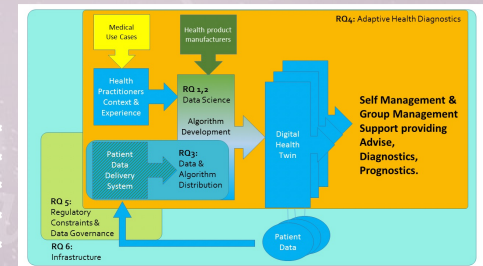 RQ4: Adaptive Health Diagnostics
Medical
Use Cases
Health product
manufacturers
Health
Practitioners
Context &
Experience
RQ 1,2
Data Science
Algorithm
Development
Digital
Health
Twin
Self Management &
Group Management
Support providing
Advise,
Diagnostics,
Prognostics.
Patient
Data
Delivery
System
RQ3:
Data &
Algorithm
Distribution
RQ 5:
Regulatory
Constraints &
Data Governance
RQ 6:
Infrastructure
Patient
Data